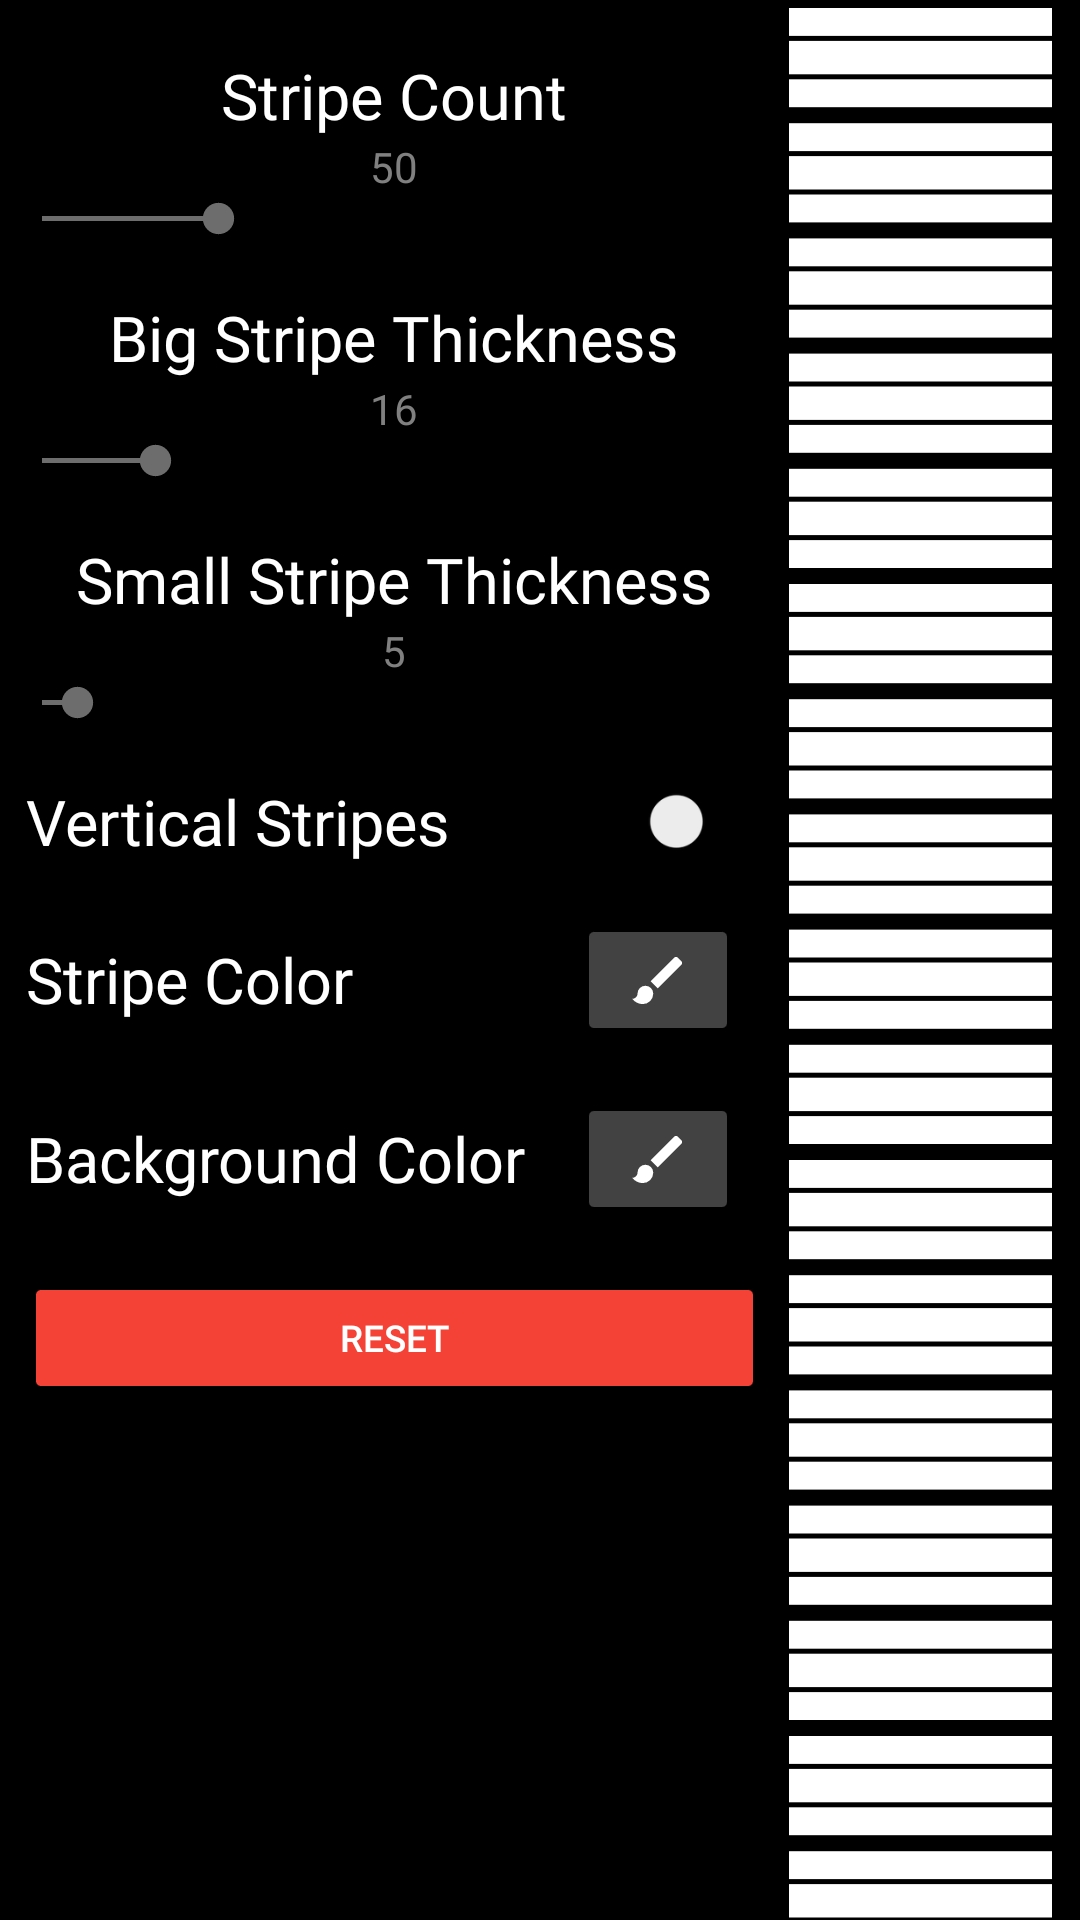 Stripe Count
50
Big Stripe Thickness
16
Small Stripe Thickness
5
Vertical Stripes
Stripe Color
Background Color
RESET